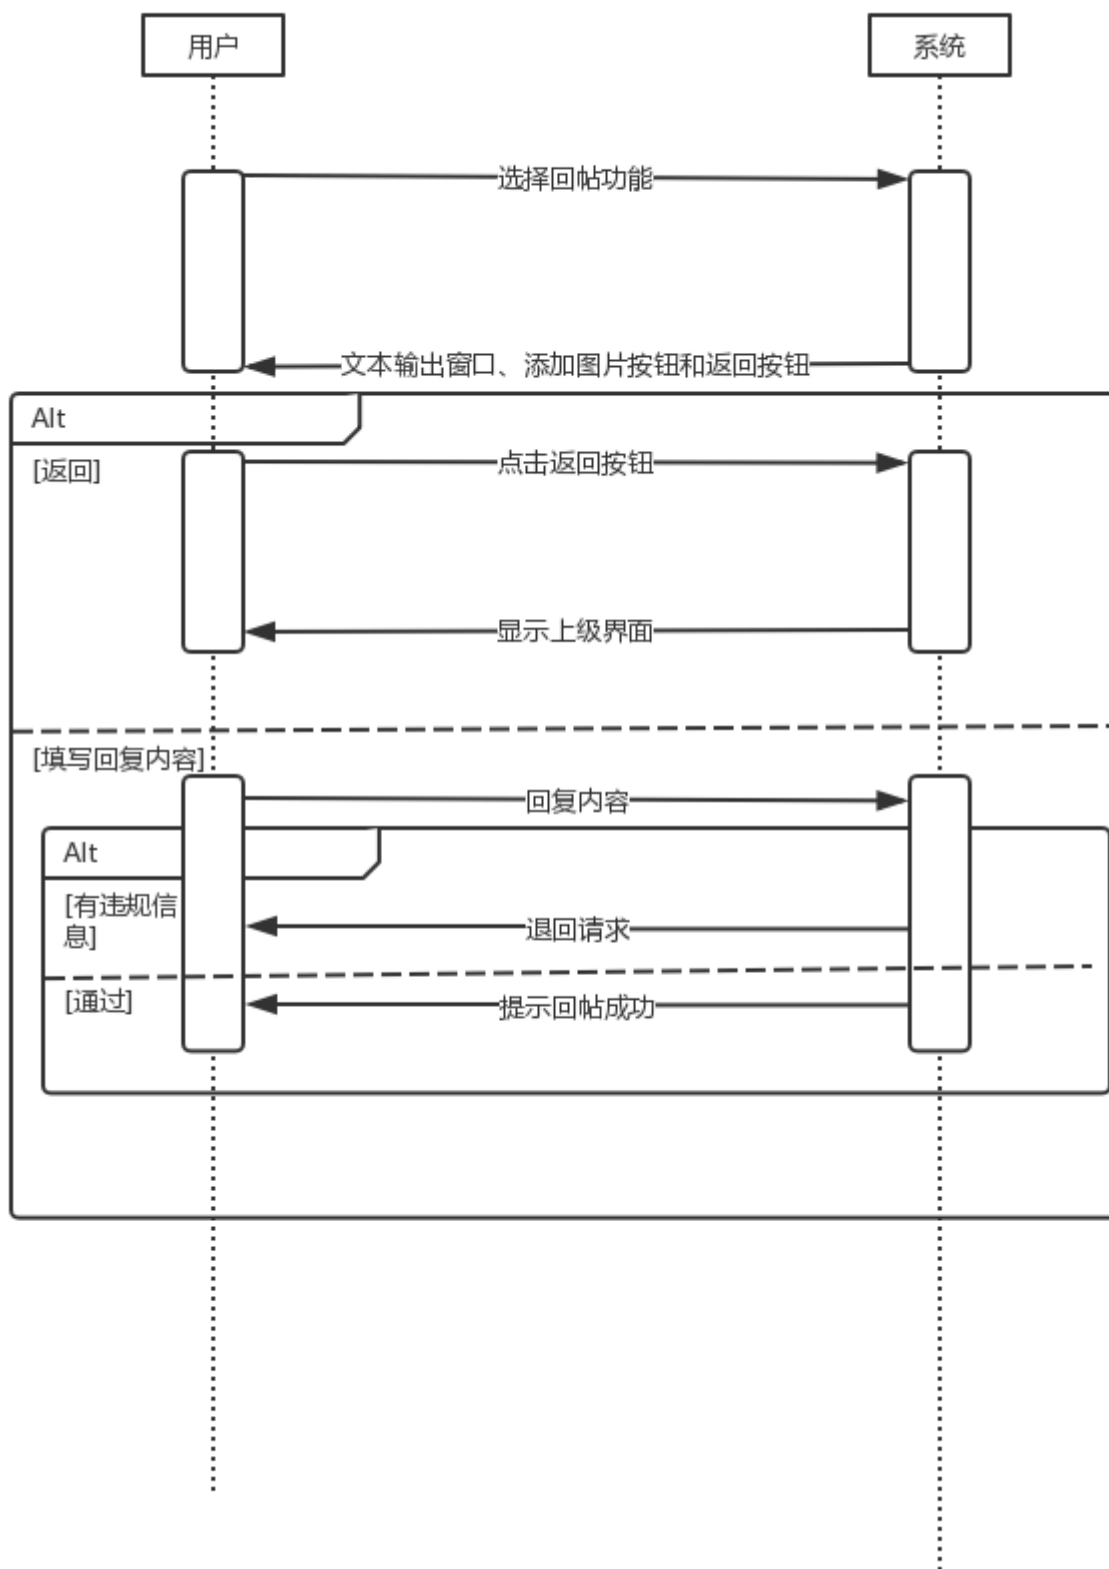 用户
系统
选择回帖功能
文本输出窗口、添加图片按钮和返回按钮
Alt
[返回]
点击返回按钮
显示上级界面
[填写回复内容]
回复内容
Alt
[有违规信
息]
退回请求
[通过]
提示回帖成功